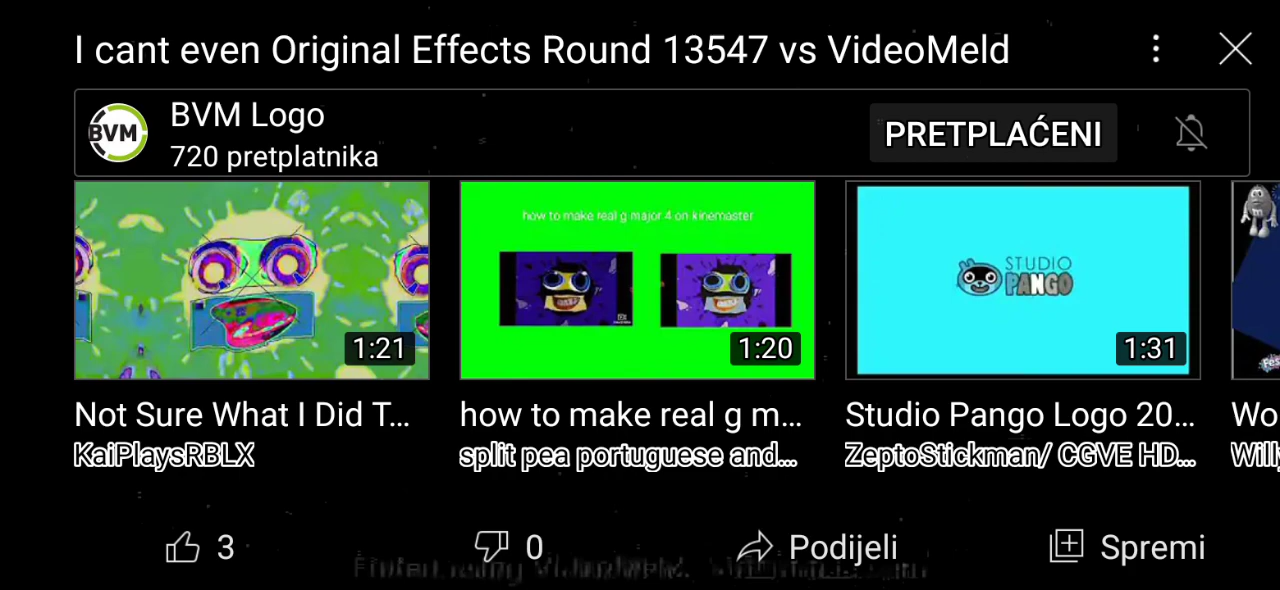 I cant even Original Effects Round 13547 vs VideoMeld
BVM
BVM Logo
720 pretplatnika
PRETPLAĆENI
how to make real g major 4 on kinemaster
STUDIO
PANGO
1:21
1:20
1:31
Not Sure What I Did T...
how to make real g m...
Studio Pango Logo 20...
Wo
KaiPlaysRBLX
split pea portuguese and...
ZeptoStickman/ CGVE HD...
Willy
3
0
Podijeli
Spremi